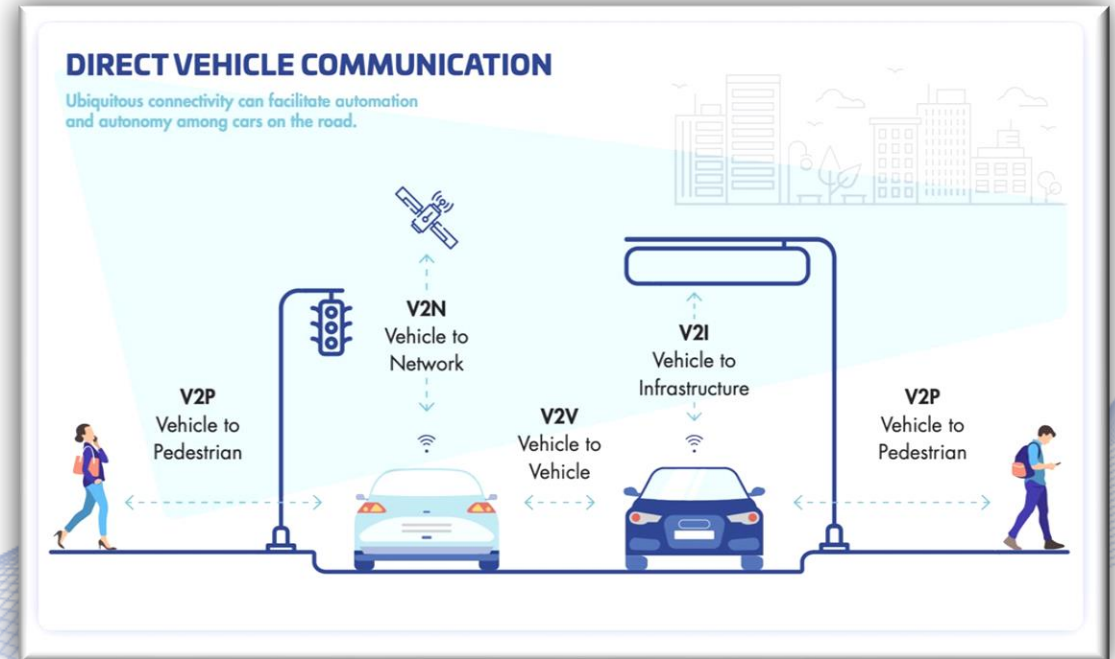 DIRECT VEHICLE COMMUNICATION
Ubiquitous connectivity can facilitate automation
and autonomy among cars on the road.
V2P
Vehicle to
Pedestrian
V2N
Vehicle to
Network
V2V
Vehicle to
Vehicle
V2I
Vehicle to
Infrastructure
V2P
Vehicle to
Pedestrian